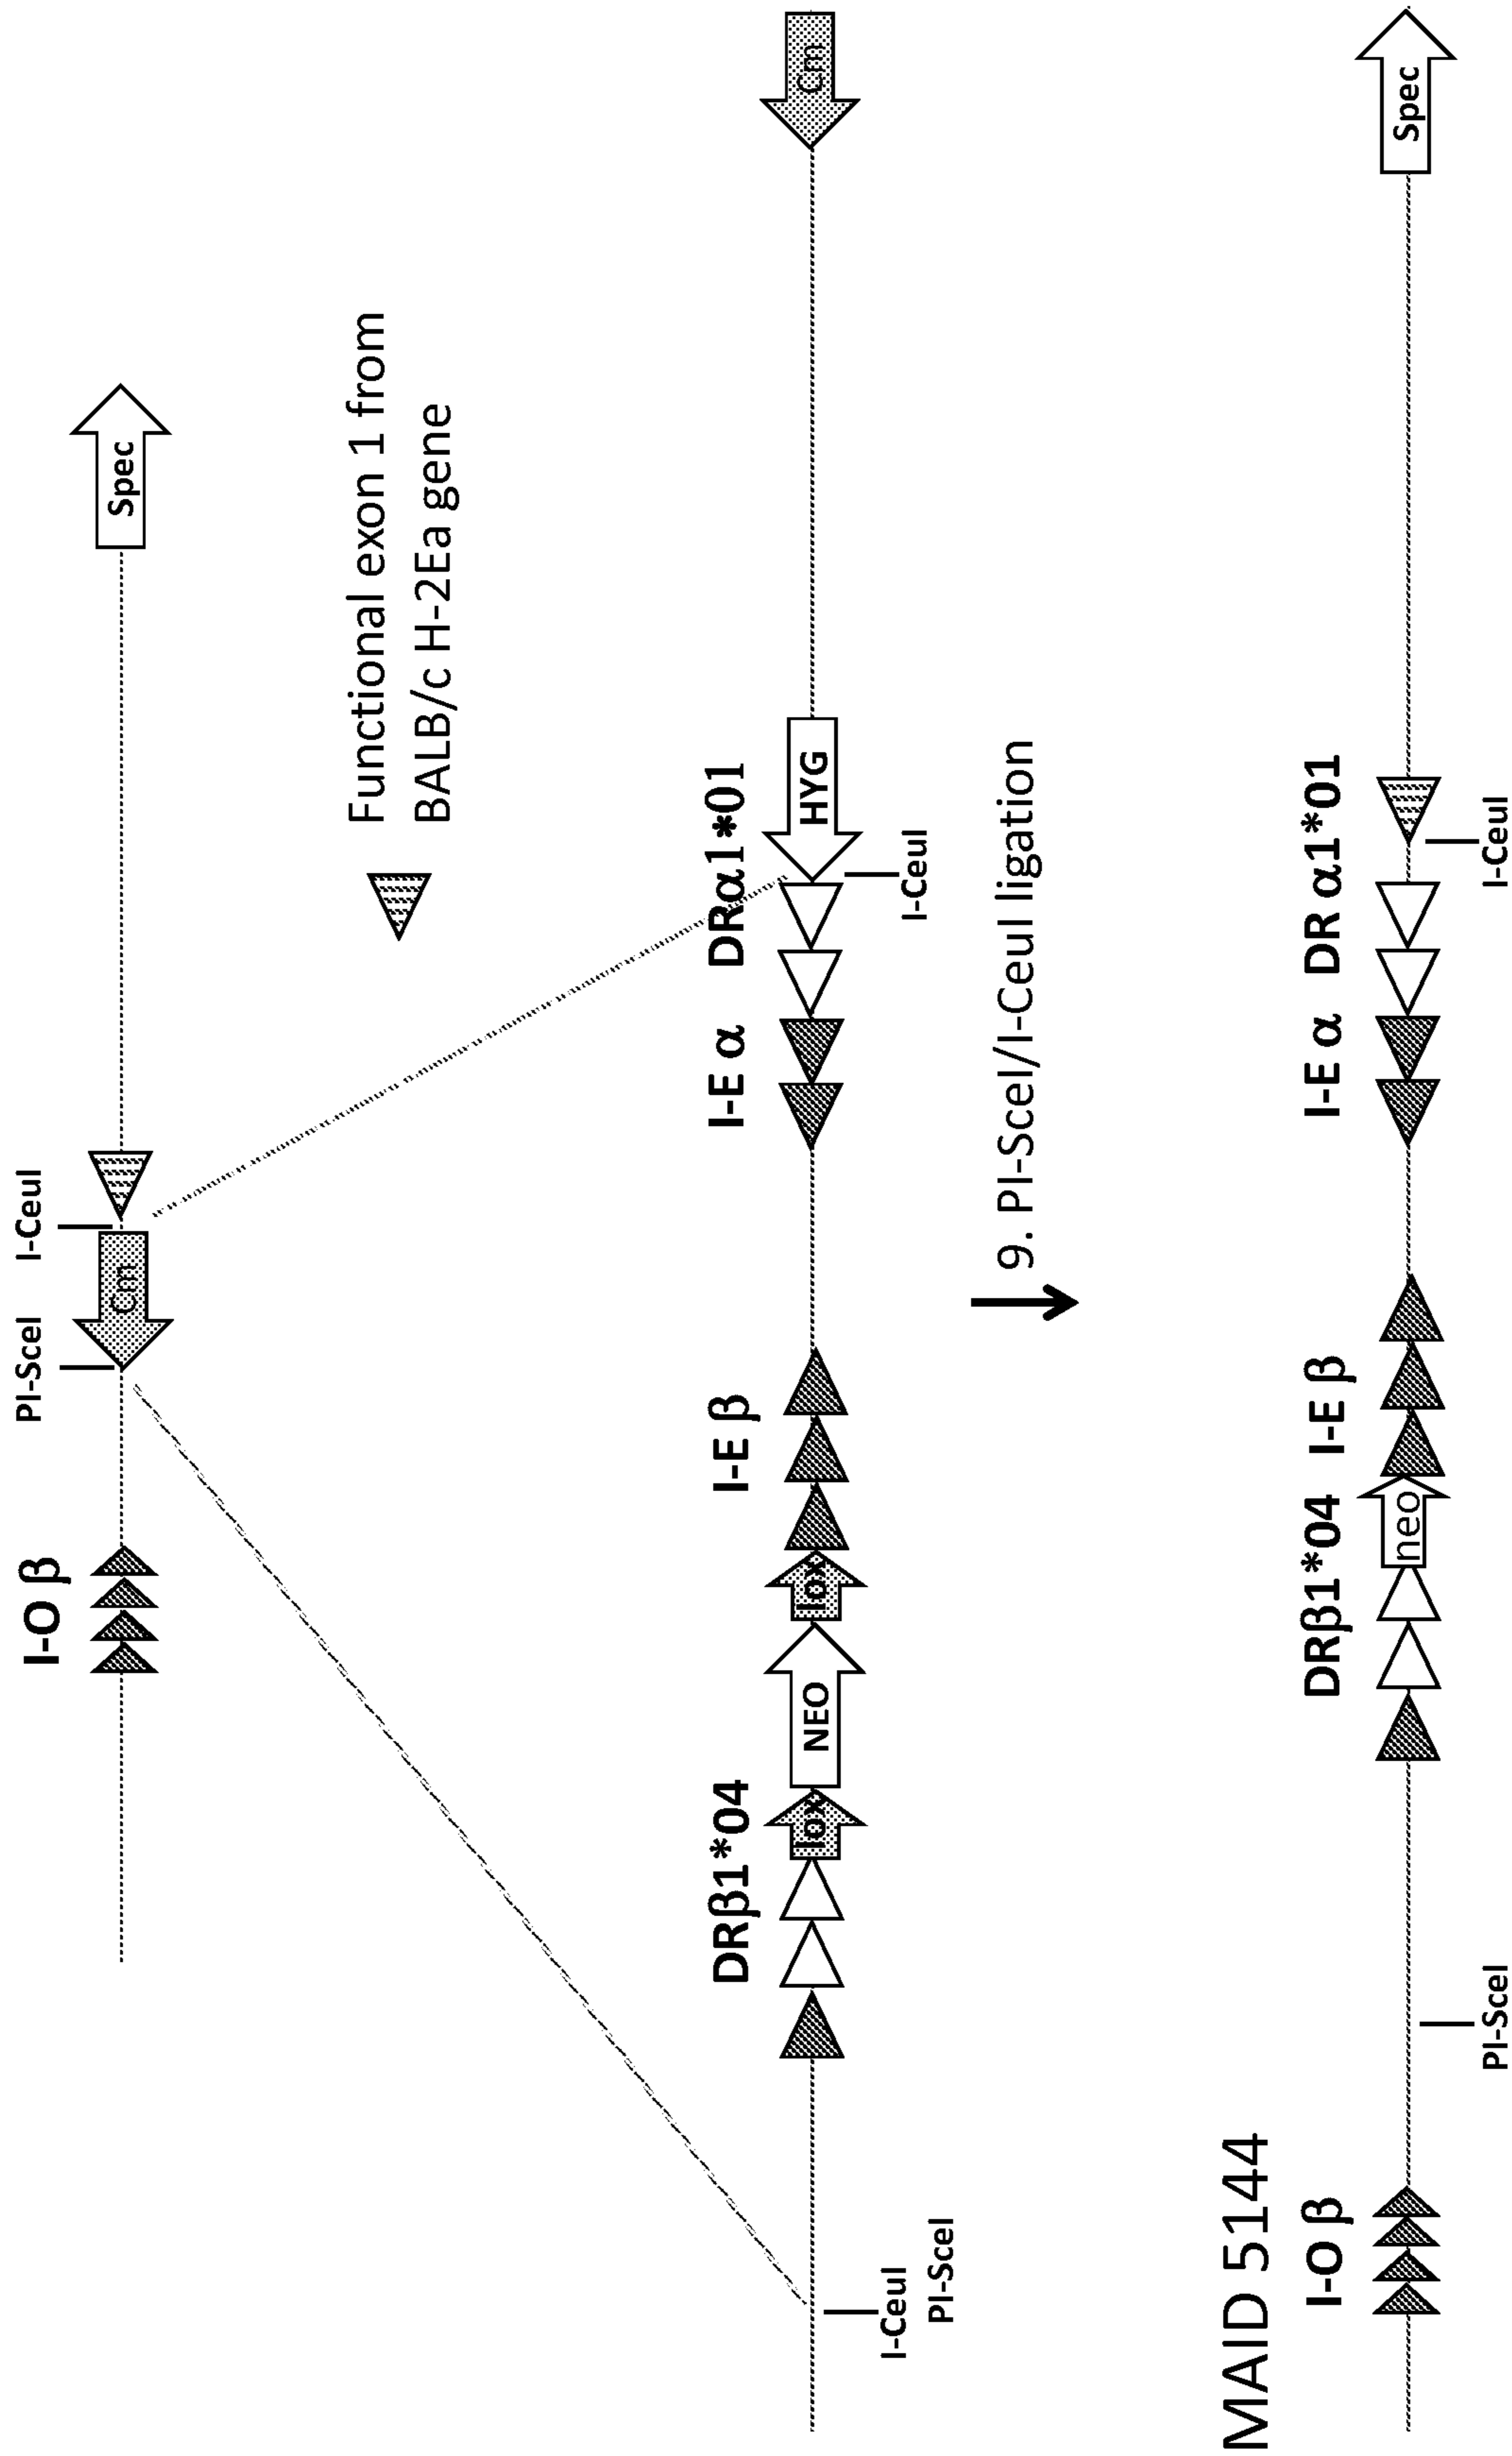 I-O β
PI-SceI
I-CeuI
Cm
Spec
Functional exon 1 from
BALB/c H-2Ea gene
DRβ1*04
I-E β
I-E α
DRα1*01
lox
NEO
lox
HYG
Cm
I-CeuI
PI-SceI
I-CeuI
9. PI-SceI/I-CeuI ligation
MAID 5144
I-O β
DRβ1*04
I-E β
I-E α
DR α1*01
neo
Spec
PI-SceI
I-CeuI